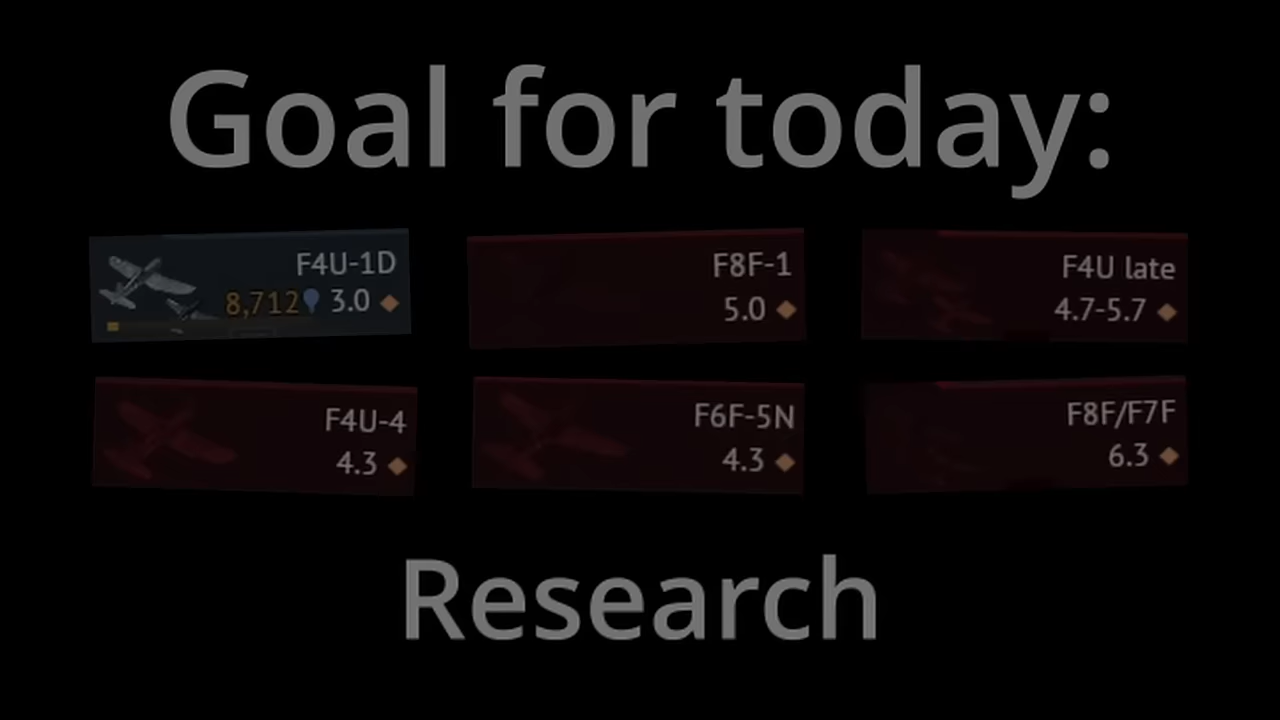 Goal for today:
F4U-1D
8,712 3.0
F8F-1
5.0
F4U late
4.7-5.7
F4U-4
4.3
F6F-5N
4.3
F8F/F7F
6.3
Research